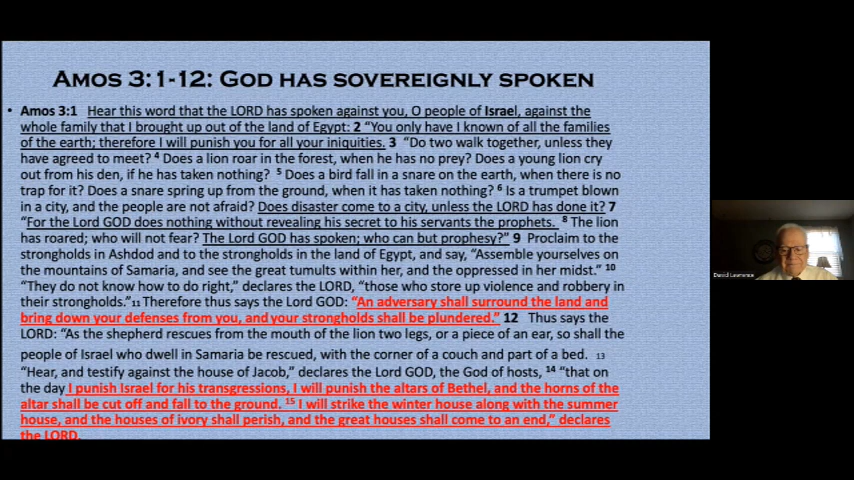 AMOS 3:1-12: GOD HAS SOVEREIGNLY SPOKEN
• Amos 3:1 Hear this word that the LORD has spoken against you, O people of Israel, against the
whole family that I brought up out of the land of Egypt: 2 “You only have I known of all the families
of the earth; therefore I will punish you for all your iniquities. 3 “Do two walk together, unless they
have agreed to meet? 4 Does a lion roar in the forest, when he has no prey? Does a young lion cry
out from his den, if he has taken nothing? 5 Does a bird fall in a snare on the earth, when there is no
trap for it? Does a snare spring up from the ground, when it has taken nothing? 6 Is a trumpet blown
in a city, and the people are not afraid? Does disaster come to a city, unless the LORD has done it? 7
“For the Lord GOD does nothing without revealing his secret to his servants the prophets. 8 The lion
has roared; who will not fear? The Lord GOD has spoken; who can but prophesy?” 9 Proclaim to the
strongholds in Ashdod and to the strongholds in the land of Egypt, and say, “Assemble yourselves on
the mountains of Samaria, and see the great tumults within her, and the oppressed in her midst.” 10
“They do not know how to do right,” declares the LORD, “those who store up violence and robbery in
their strongholds.” 11 Therefore thus says the Lord GOD: “An adversary shall surround the land and
bring down your defenses from you, and your strongholds shall be plundered.” 12 Thus says the
LORD: “As the shepherd rescues from the mouth of the lion two legs, or a piece of an ear, so shall the
people of Israel who dwell in Samaria be rescued, with the corner of a couch and part of a bed. 13
“Hear, and testify against the house of Jacob,” declares the Lord GOD, the God of hosts, 14 “that on
the day I punish Israel for his transgressions, I will punish the altars of Bethel, and the horns of the
altar shall be cut off and fall to the ground. 15 I will strike the winter house along with the summer
house, and the houses of ivory shall perish, and the great houses shall come to an end,” declares
the LORD.
David Lawrence